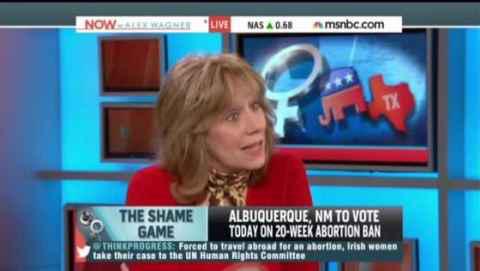 NOW w/ ALEX WAGNER LIVE NAS ▲ 0.68 msnbc.com
TX
THE SHAME GAME
ALBUQUERQUE, NM TO VOTE
TODAY ON 20-WEEK ABORTION BAN
@THINKPROGRESS: Forced to travel abroad for an abortion, Irish women
take their case to the UN Human Rights Committee